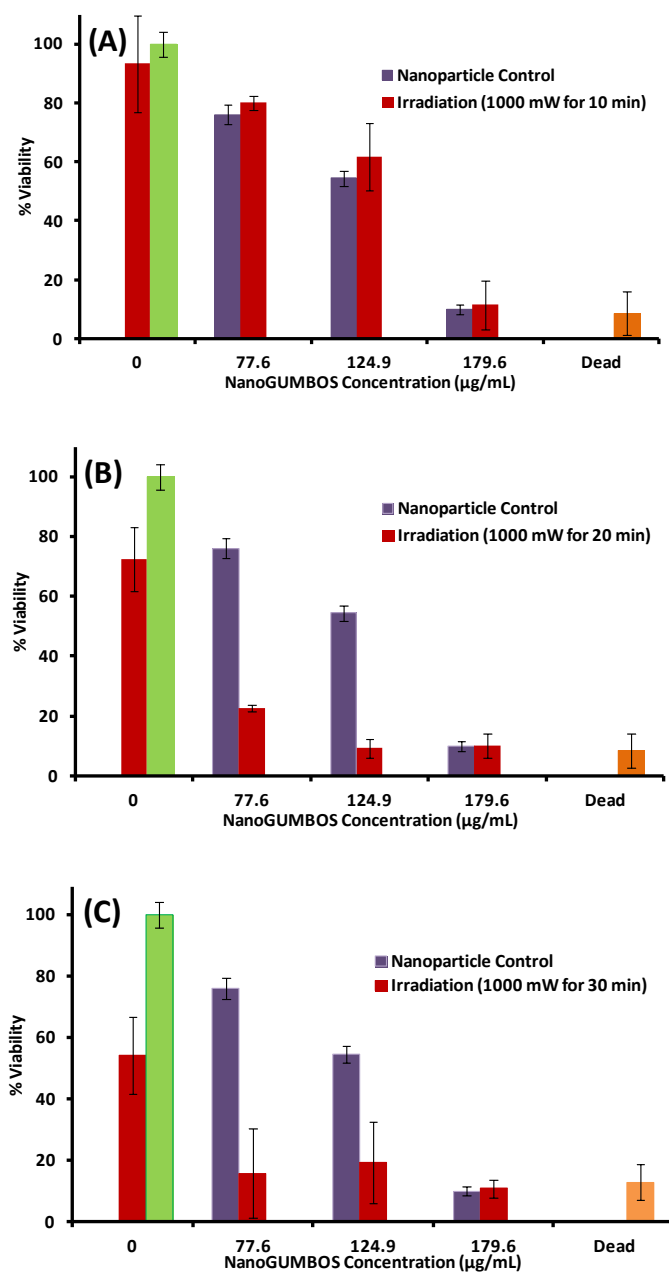 (A)
Nanoparticle Control
Irradiation (1000 mW for 10 min)
% Viability
100
80
60
40
20
0
0 77.6 124.9 179.6 Dead
NanoGUMBOS Concentration (µg/mL)
(B)
Nanoparticle Control
Irradiation (1000 mW for 20 min)
% Viability
100
80
60
40
20
0
0 77.6 124.9 179.6 Dead
NanoGUMBOS Concentration (µg/mL)
(C)
Nanoparticle Control
Irradiation (1000 mW for 30 min)
% Viability
100
80
60
40
20
0
0 77.6 124.9 179.6 Dead
NanoGUMBOS Concentration (µg/mL)